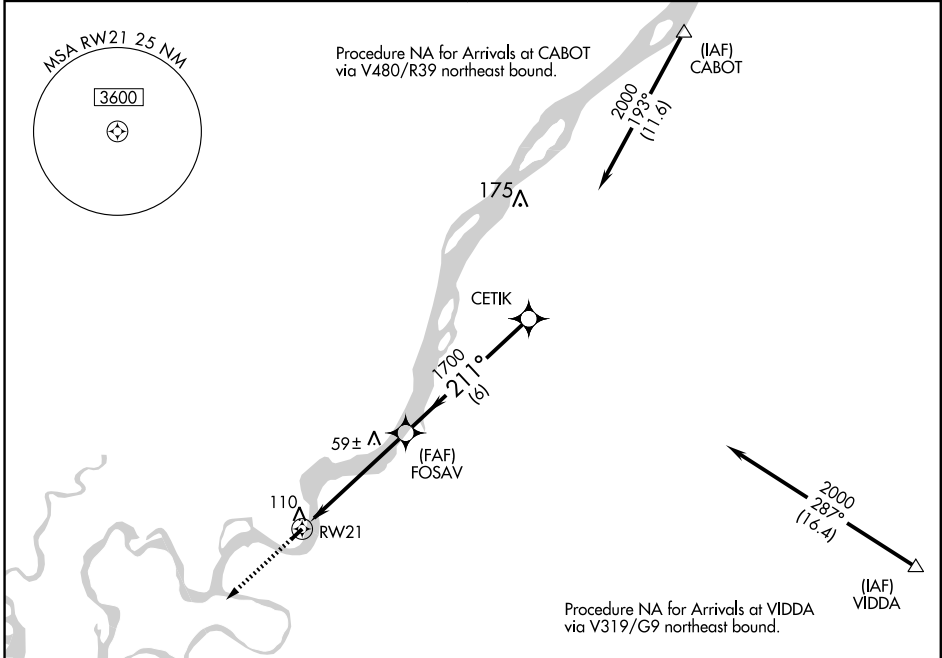 MSA RW21 25 NM
3600
Procedure NA for Arrivals at CABOT
via V480/R39 northeast bound.
(IAF)
CABOT
2000
193°
(11.6)
175
CETIK
1700
211°
(6)
59±
(FAF)
FOSAV
110
RW21
2000
287°
(16.4)
(IAF)
VIDDA
Procedure NA for Arrivals at VIDDA
via V319/G9 northeast bound.